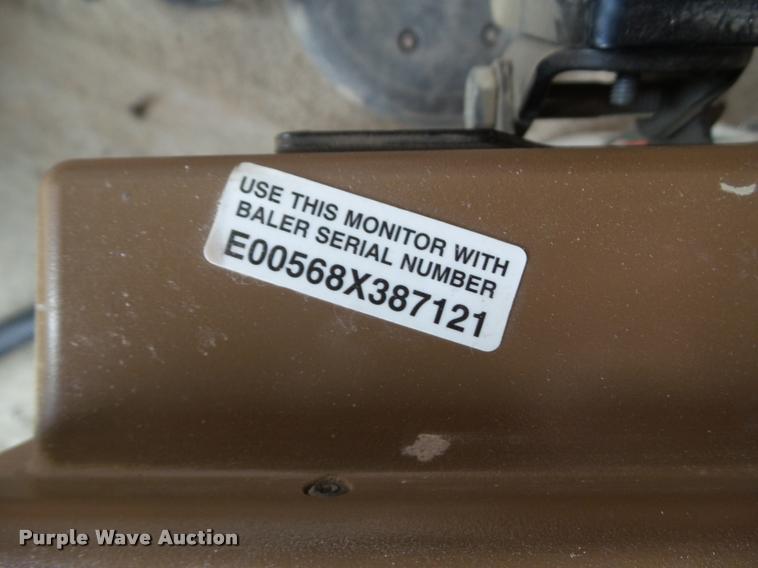 USE THIS MONITOR WITH
BALER SERIAL NUMBER
E00568X387121
Purple Wave Auction